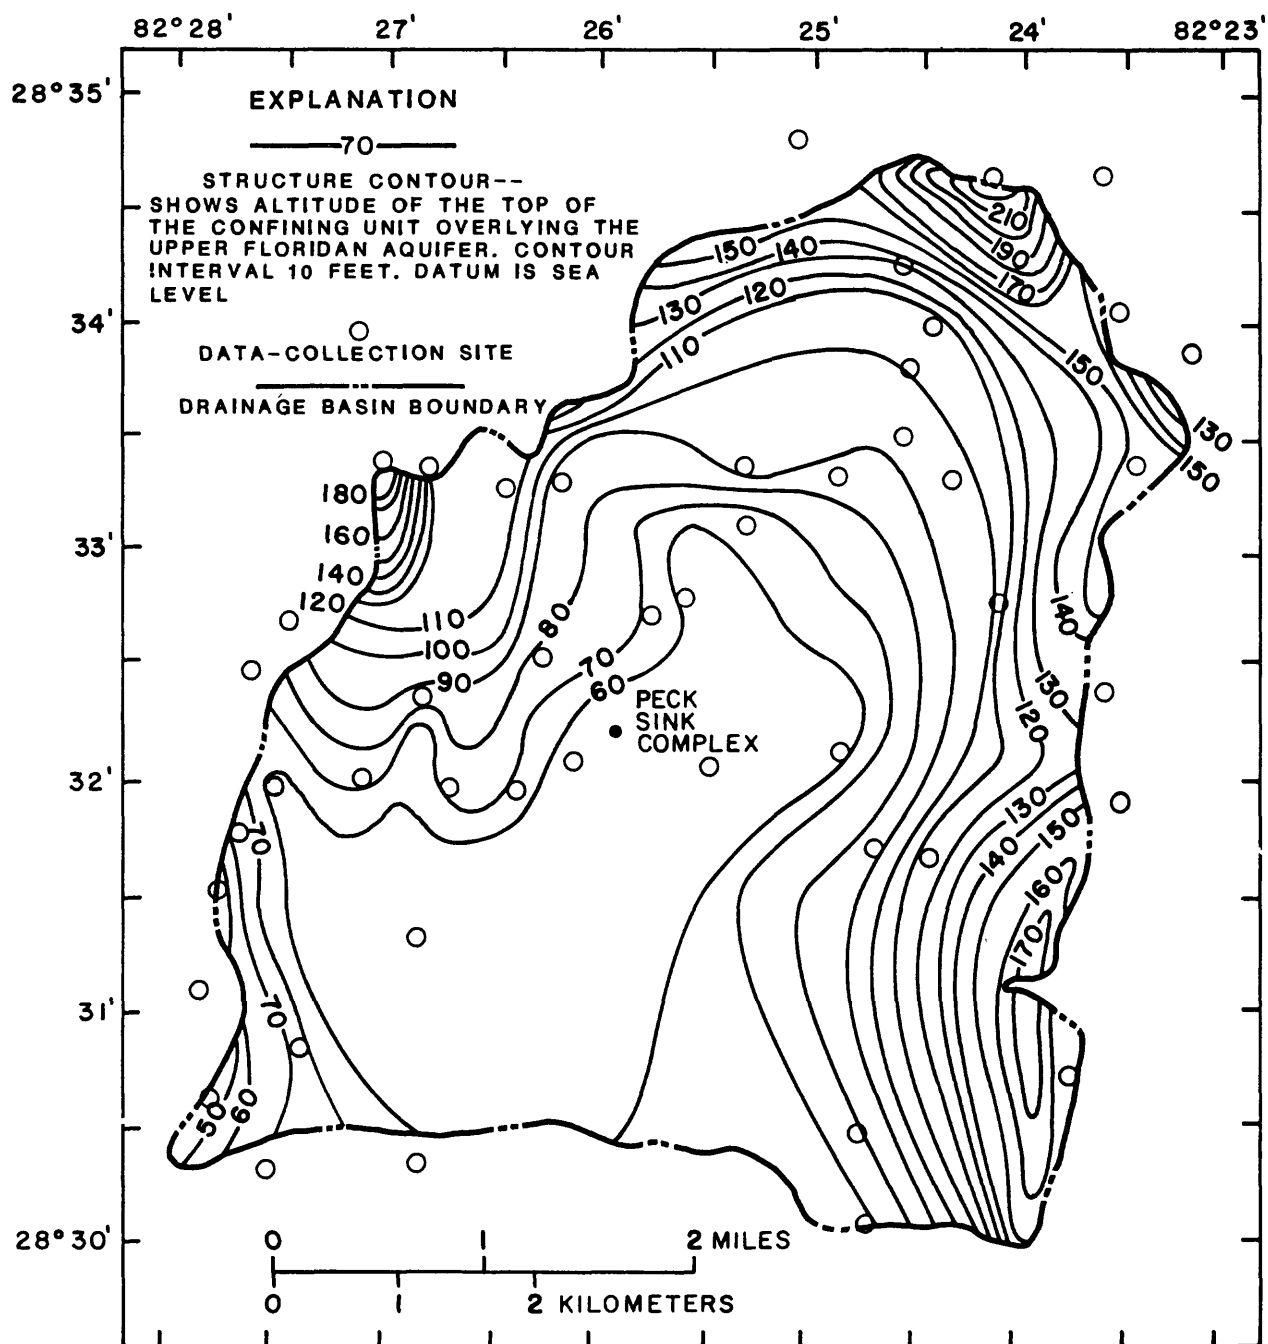 82°28' 27' 26' 25' 24' 82°23'
28°35'
EXPLANATION
70
STRUCTURE CONTOUR--
SHOWS ALTITUDE OF THE TOP OF
THE CONFINING UNIT OVERLYING THE
UPPER FLORIDAN AQUIFER. CONTOUR
INTERVAL 10 FEET. DATUM IS SEA
LEVEL
DATA-COLLECTION SITE
DRAINAGE BASIN BOUNDARY
210
190
170
150
140
130
120
110
34'
150
130
150
180
160
33'
140
120
110
100
90
80
70
60
PECK
SINK
COMPLEX
140
130
120
32'
130
150
140
160
170
70
31'
70
60
50
28°30'
0 1 2 MILES
0 1 2 KILOMETERS